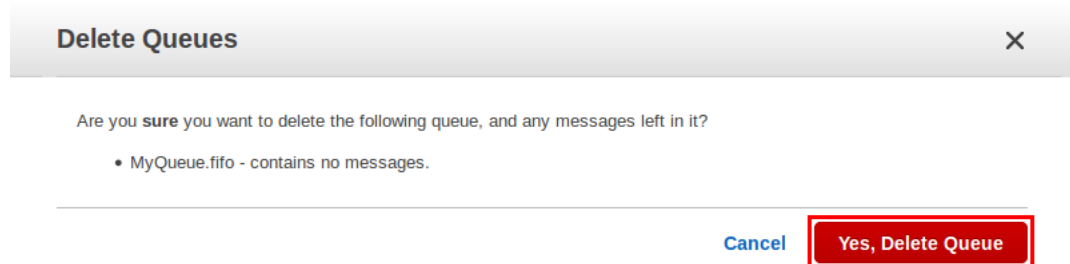 Delete Queues
Are you sure you want to delete the following queue, and any messages left in it?
• MyQueue.fifo - contains no messages.
Cancel
Yes, Delete Queue